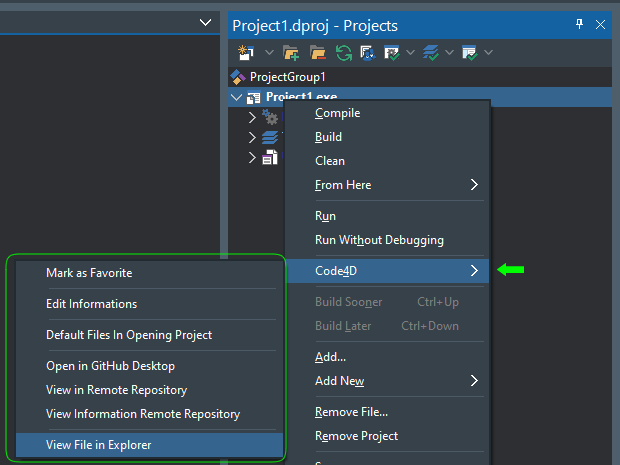 Project1.dproj - Projects
ProjectGroup1
Project1.exe
Compile
Build
Clean
From Here
Run
Run Without Debugging
Code4D
Build Sooner Ctrl+Up
Build Later Ctrl+Down
Add...
Add New
Remove File...
Remove Project
Mark as Favorite
Edit Informations
Default Files In Opening Project
Open in GitHub Desktop
View in Remote Repository
View Information Remote Repository
View File in Explorer